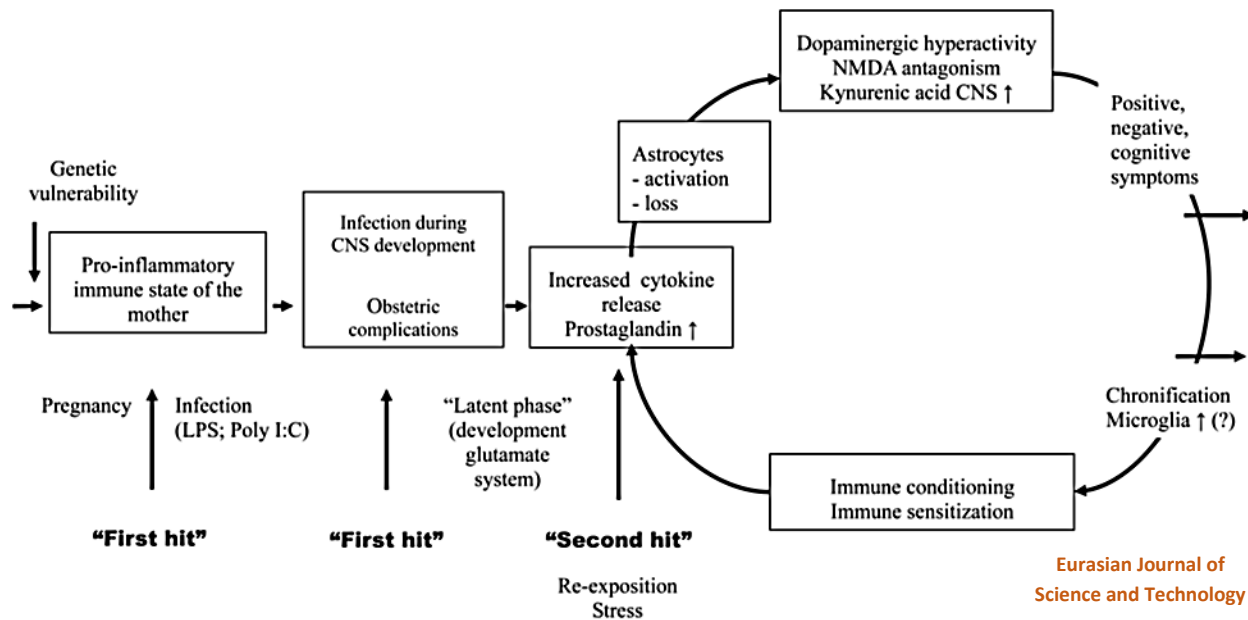 Genetic
vulnerability
Pro-inflammatory
immune state of the
mother
Pregnancy
Infection
(LPS; Poly I:C)
“First hit”
Infection during
CNS development
Obstetric
complications
“First hit”
“Latent phase”
(development
glutamate
system)
Increased cytokine
release
Prostaglandin ↑
“Second hit”
Re-exposition
Stress
Astrocytes
- activation
- loss
Dopaminergic hyperactivity
NMDA antagonism
Kynurenic acid CNS ↑
Positive,
negative,
cognitive
symptoms
Chronification
Microglia ↑ (?)
Immune conditioning
Immune sensitization
Eurasian Journal of
Science and Technology